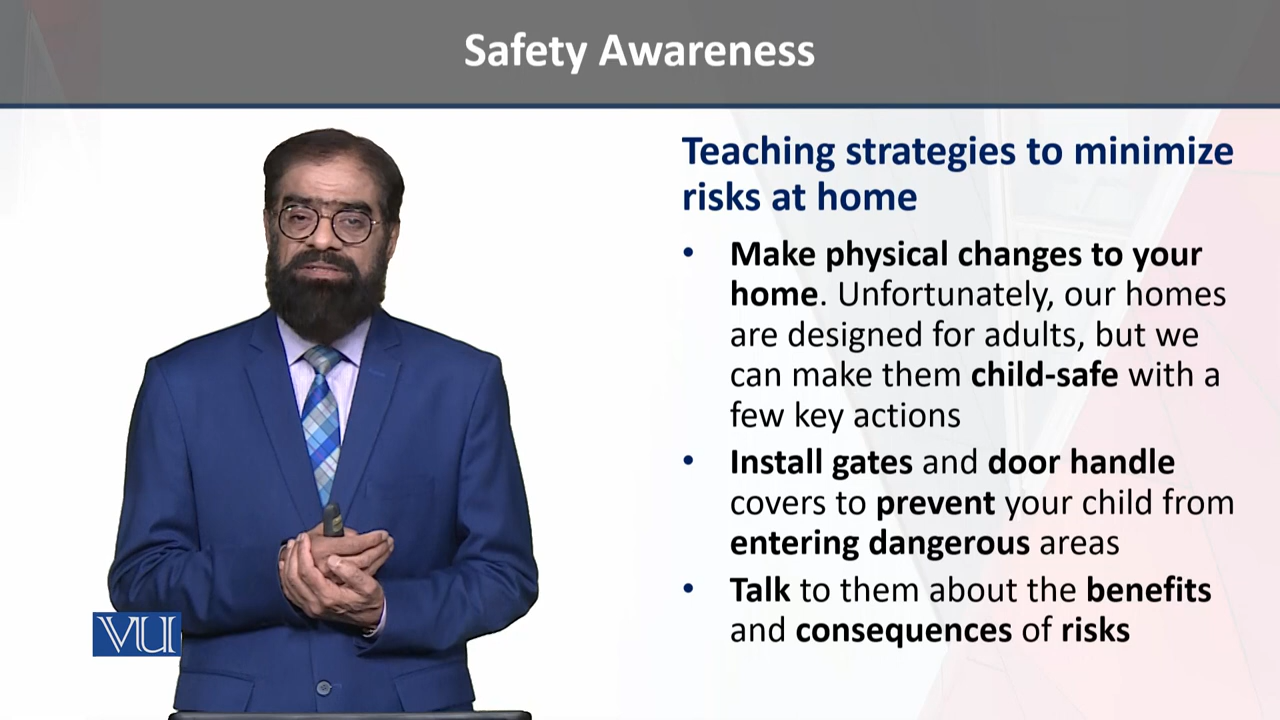 Safety Awareness
Teaching strategies to minimize
risks at home
• Make physical changes to your
home. Unfortunately, our homes
are designed for adults, but we
can make them child-safe with a
few key actions
• Install gates and door handle
covers to prevent your child from
entering dangerous areas
• Talk to them about the benefits
and consequences of risks
VU